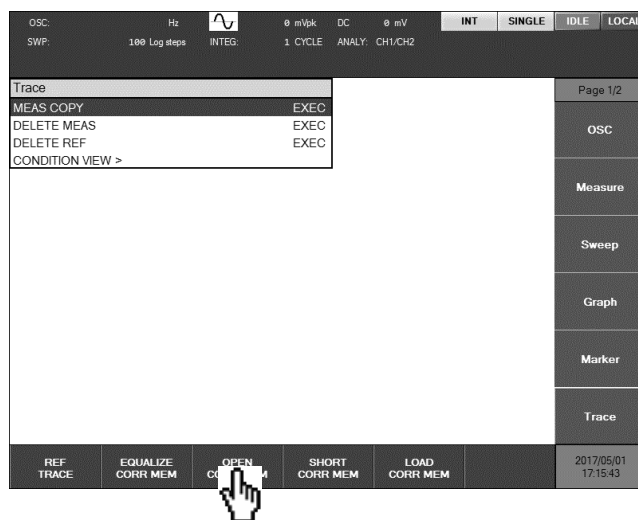 OSC: Hz 0 mVpk DC 0 mV INT SINGLE IDLE
SWP: 100 Log steps INTEG: 1 CYCLE ANALY: CH1/CH2
Trace
MEAS COPY EXEC
DELETE MEAS EXEC
DELETE REF EXEC
CONDITION VIEW >
Page 1/2
OSC
Measure
Sweep
Graph
Marker
Trace
REF TRACE
EQUALIZE CORR MEM
OPEN
SHORT CORR MEM
LOAD CORR MEM
2017/05/01
17:15:43